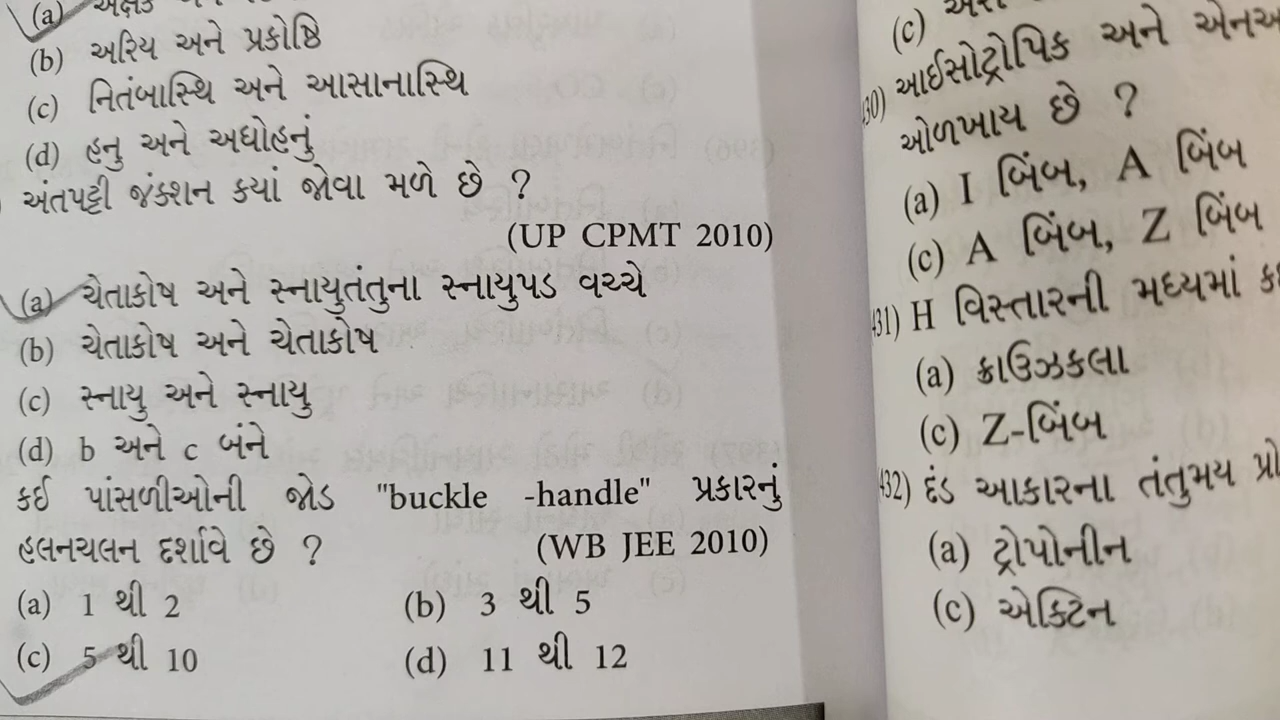 (a)
(b) અરિય અને પ્રકોષ્ઠિ
(c) નિતંબાસ્થિ અને આસાનાસ્થિ
(d) હનુ અને અધોહનું
અંતપટ્ટી જંક્શન કયાં જોવા મળે છે ?
(UP CPMT 2010)
(a) ચેતાકોષ અને સ્નાયુતંતુના સ્નાયુપડ વચ્ચે
(b) ચેતાકોષ અને ચેતાકોષ
(c) સ્નાયુ અને સ્નાયુ
(d) b અને c બંને
કઈ પાંસળીઓની જોડ "buckle -handle" પ્રકારનું
હલનચલન દર્શાવે છે ? (WB JEE 2010)
(a) 1 થી 2 (b) 3 થી 5
(c) 5 થી 10 (d) 11 થી 12
(c)
30) આઈસોટ્રોપિક અને
ઓળખાય છે ?
(a) I બિંબ, A બિંબ
(c) A બિંબ, Z બિંબ
431) H વિસ્તારની મધ્યમાં
(a) ક્રાઉઝકલા
(c) Z-બિંબ
432) દંડ આકારના તંતુમય
(a) ટ્રોપોનીન
(c) એક્ટિન